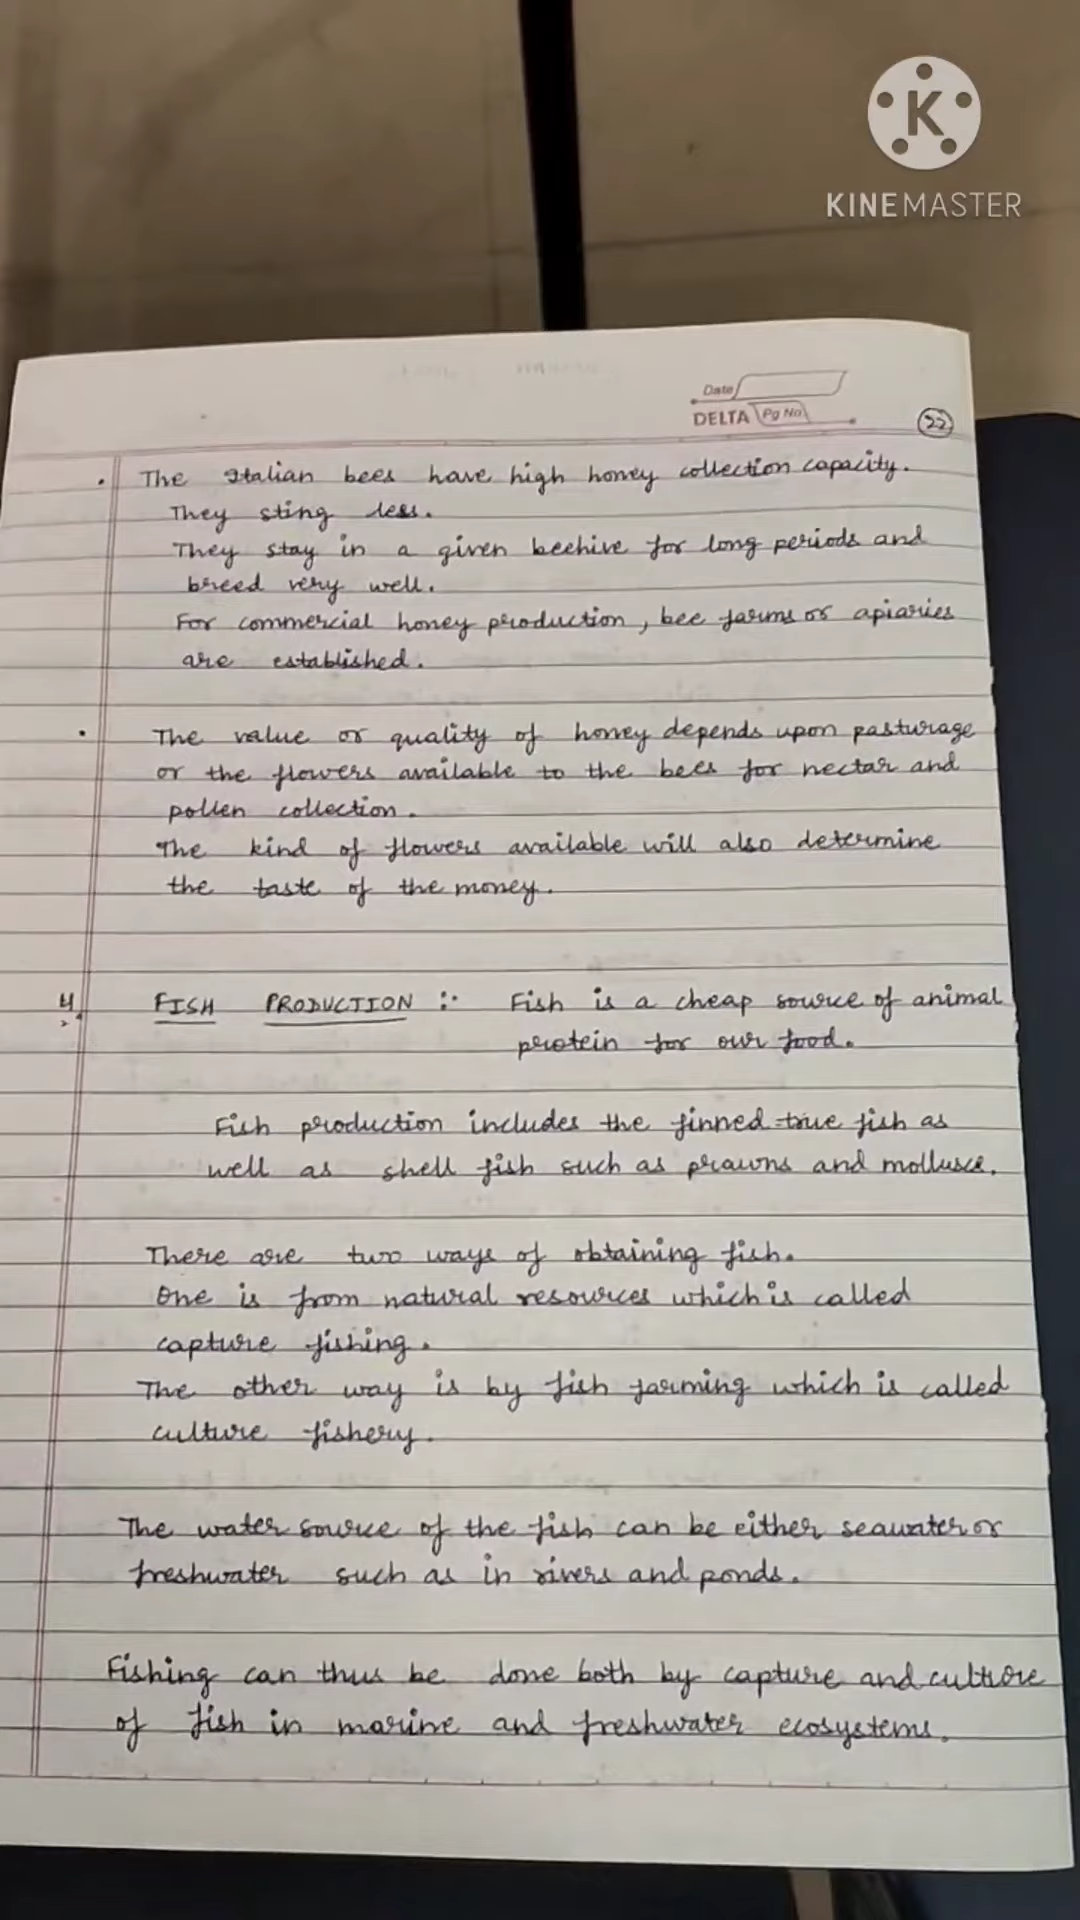 K
KINEMASTER
Date
DELTA Pg No
22
• The Italian bees have high honey collection capacity.
They sting less.
They stay in a given beehive for long periods and
breed very well.
For commercial honey production, bee farms or apiaries
are established.
• The value or quality of honey depends upon pasturage
or the flowers available to the bees for nectar and
pollen collection.
The kind of flowers available will also determine
the taste of the money.
4. FISH PRODUCTION :- Fish is a cheap source of animal
protein for our food.
Fish production includes the finned true fish as
well as shell fish such as prawns and mollusce.
There are two ways of obtaining fish.
One is from natural resources which is called
capture fishing.
The other way is by fish farming which is called
culture fishery.
The water source of the fish can be either seawater or
freshwater such as in rivers and ponds.
Fishing can thus be done both by capture and culture
of fish in marine and freshwater ecosystems.